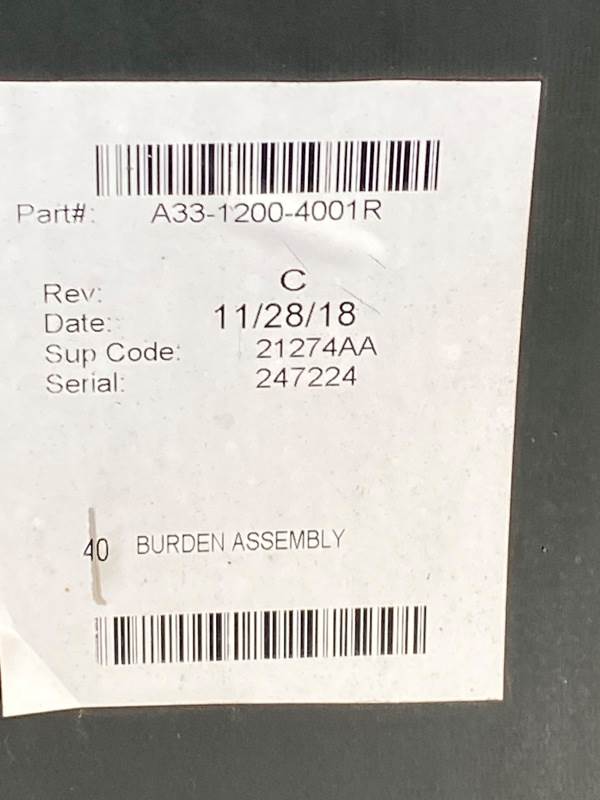 Part#: A33-1200-4001R
Rev: C
Date: 11/28/18
Sup Code: 21274AA
Serial: 247224
40 BURDEN ASSEMBLY